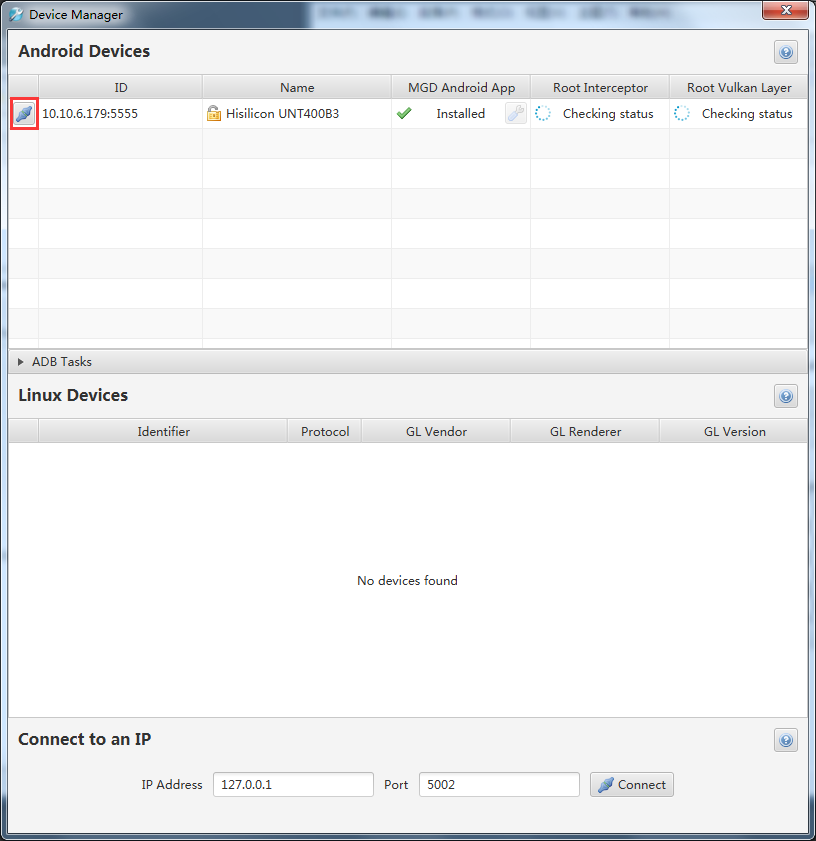 Device Manager
Android Devices
ID Name MGD Android App Root Interceptor Root Vulkan Layer
10.10.6.179:5555 Hisilicon UNT400B3 Installed Checking status Checking status
ADB Tasks
Linux Devices
Identifier Protocol GL Vendor GL Renderer GL Version
No devices found
Connect to an IP
IP Address 127.0.0.1 Port 5002 Connect